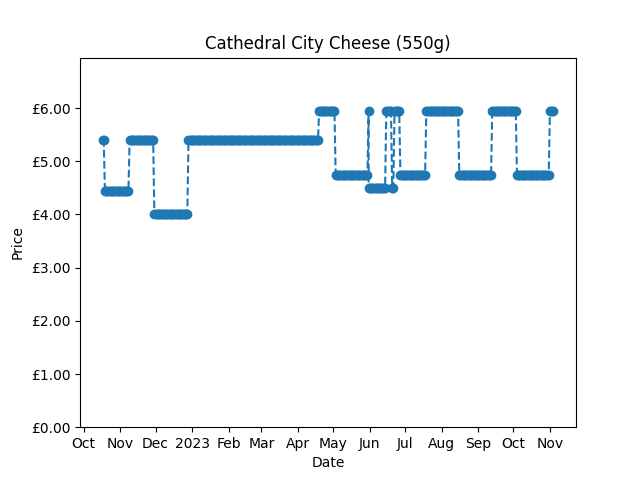 Cathedral City Cheese (550g)
Price
£6.00
£5.00
£4.00
£3.00
£2.00
£1.00
£0.00
Oct Nov Dec 2023 Feb Mar Apr May Jun Jul Aug Sep Oct Nov
Date